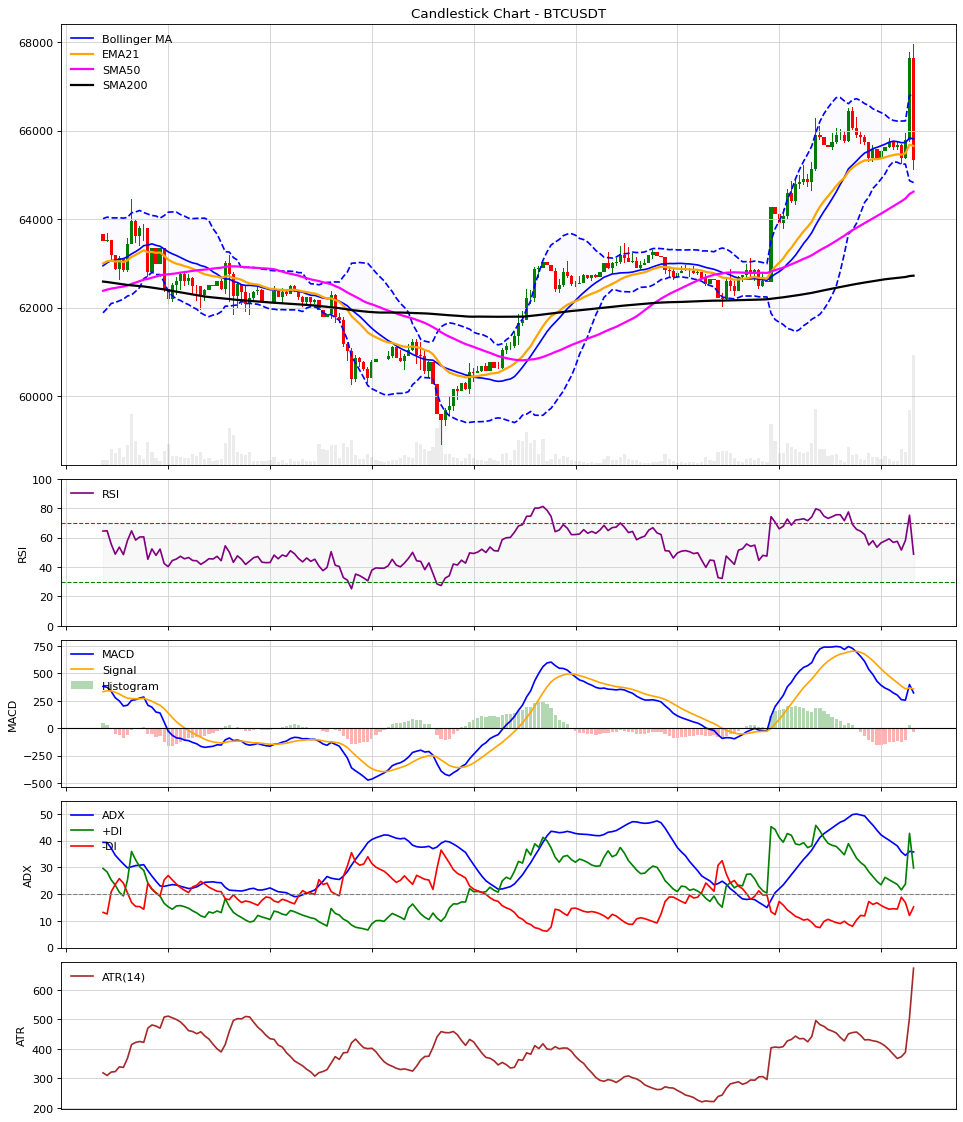 Candlestick Chart - BTCUSDT
68000
66000
64000
62000
60000
Bollinger MA
EMA21
SMA50
SMA200
RSI
100
80
60
40
20
0
RSI
MACD
750
500
250
0
−250
−500
MACD
Signal
Histogram
ADX
50
40
30
20
10
0
ADX
+DI
-DI
ATR
600
500
400
300
200
ATR(14)